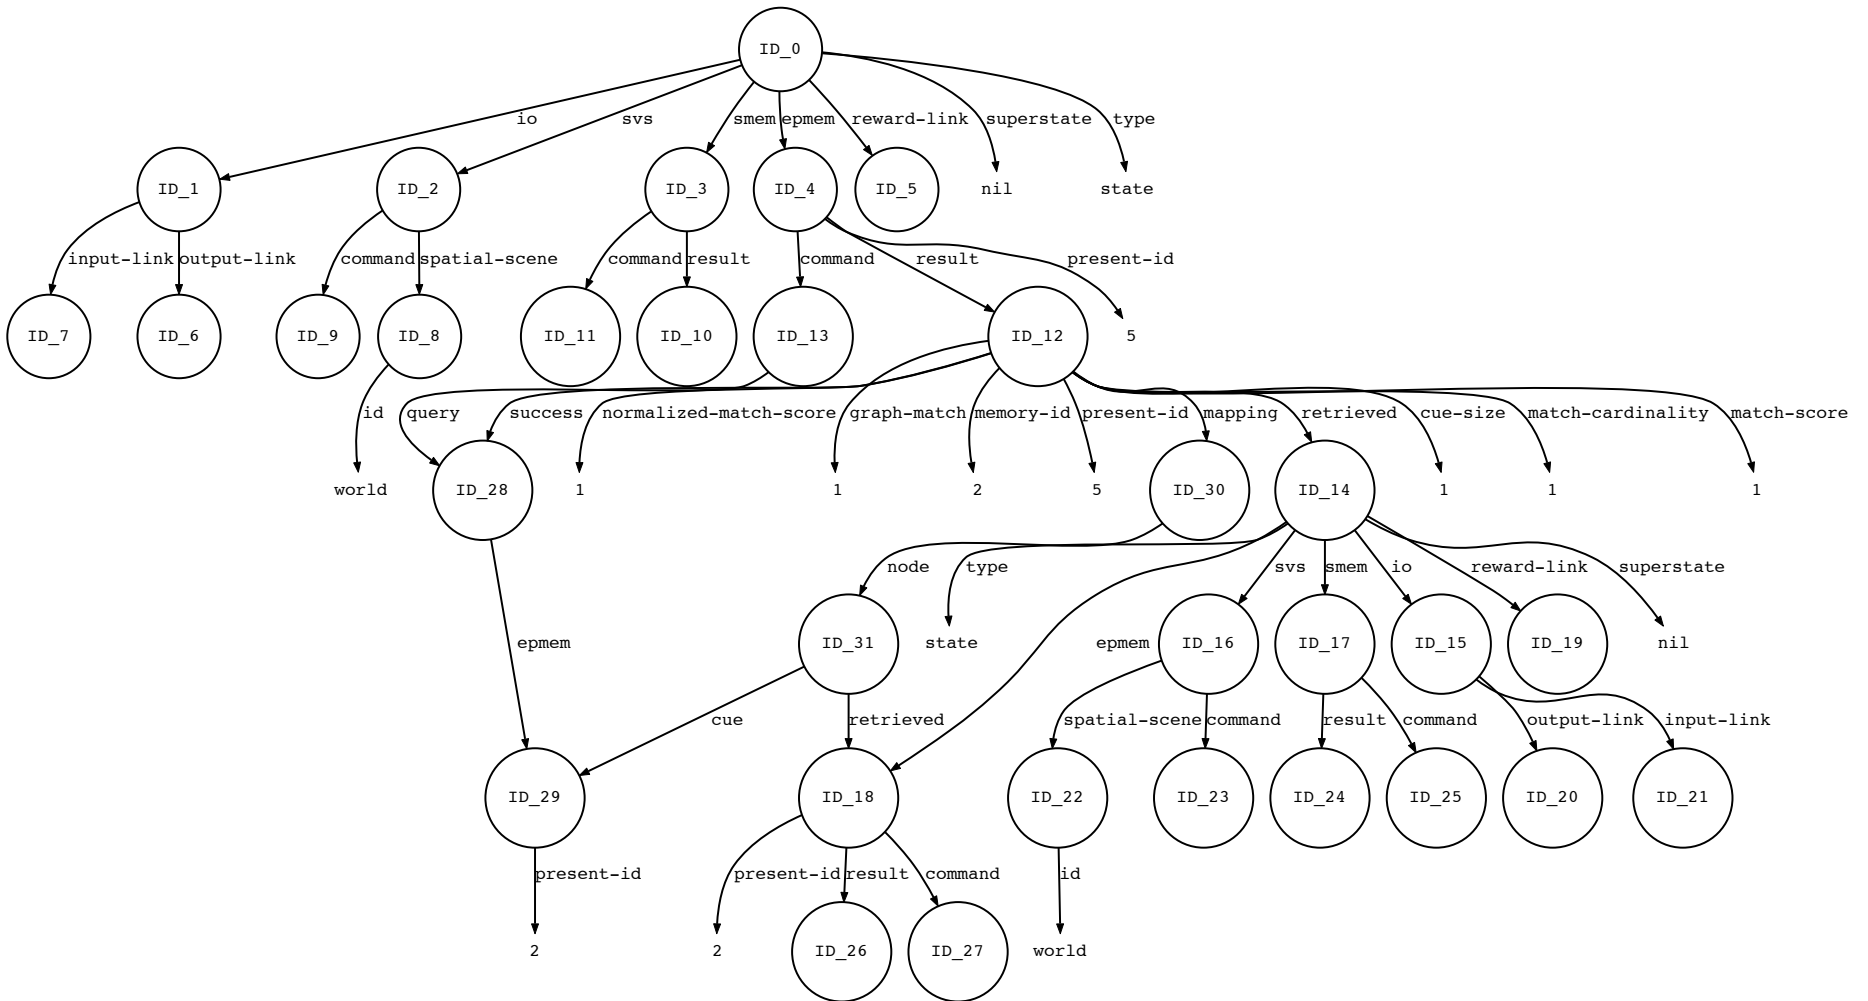 ID_0
io
svs
smem
epmem
reward-link
superstate
type
ID_1
ID_2
ID_3
ID_4
ID_5
nil
state
input-link
output-link
command
spatial-scene
command
result
command
result
present-id
ID_7
ID_6
ID_9
ID_8
ID_11
ID_10
ID_13
ID_12
5
id
query
success
normalized-match-score
graph-match
memory-id
present-id
mapping
retrieved
cue-size
match-cardinality
match-score
world
ID_28
1
1
2
5
ID_30
ID_14
1
1
1
node
type
svs
smem
io
reward-link
superstate
epmem
ID_31
state
epmem
ID_16
ID_17
ID_15
ID_19
nil
cue
retrieved
spatial-scene
command
result
command
output-link
input-link
ID_29
ID_18
ID_22
ID_23
ID_24
ID_25
ID_20
ID_21
present-id
present-id
result
command
id
2
2
ID_26
ID_27
world